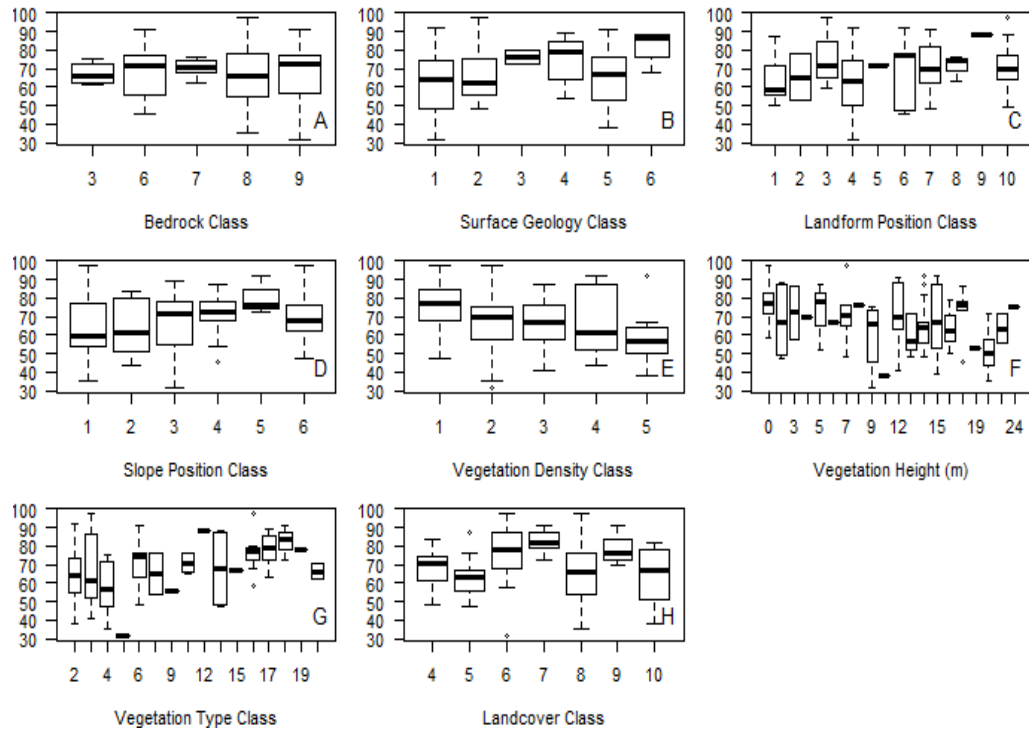 100
90
80
70
60
50
40
30
A
3 6 7 8 9
Bedrock Class
100
90
80
70
60
50
40
30
B
1 2 3 4 5 6
Surface Geology Class
100
90
80
70
60
50
40
30
C
1 2 3 4 5 6 7 8 9 10
Landform Position Class
100
90
80
70
60
50
40
30
D
1 2 3 4 5 6
Slope Position Class
100
90
80
70
60
50
40
30
E
1 2 3 4 5
Vegetation Density Class
100
90
80
70
60
50
40
30
F
0 3 5 7 9 12 15 19 24
Vegetation Height (m)
100
90
80
70
60
50
40
30
G
2 4 6 9 12 15 17 19
Vegetation Type Class
100
90
80
70
60
50
40
30
H
4 5 6 7 8 9 10
Landcover Class